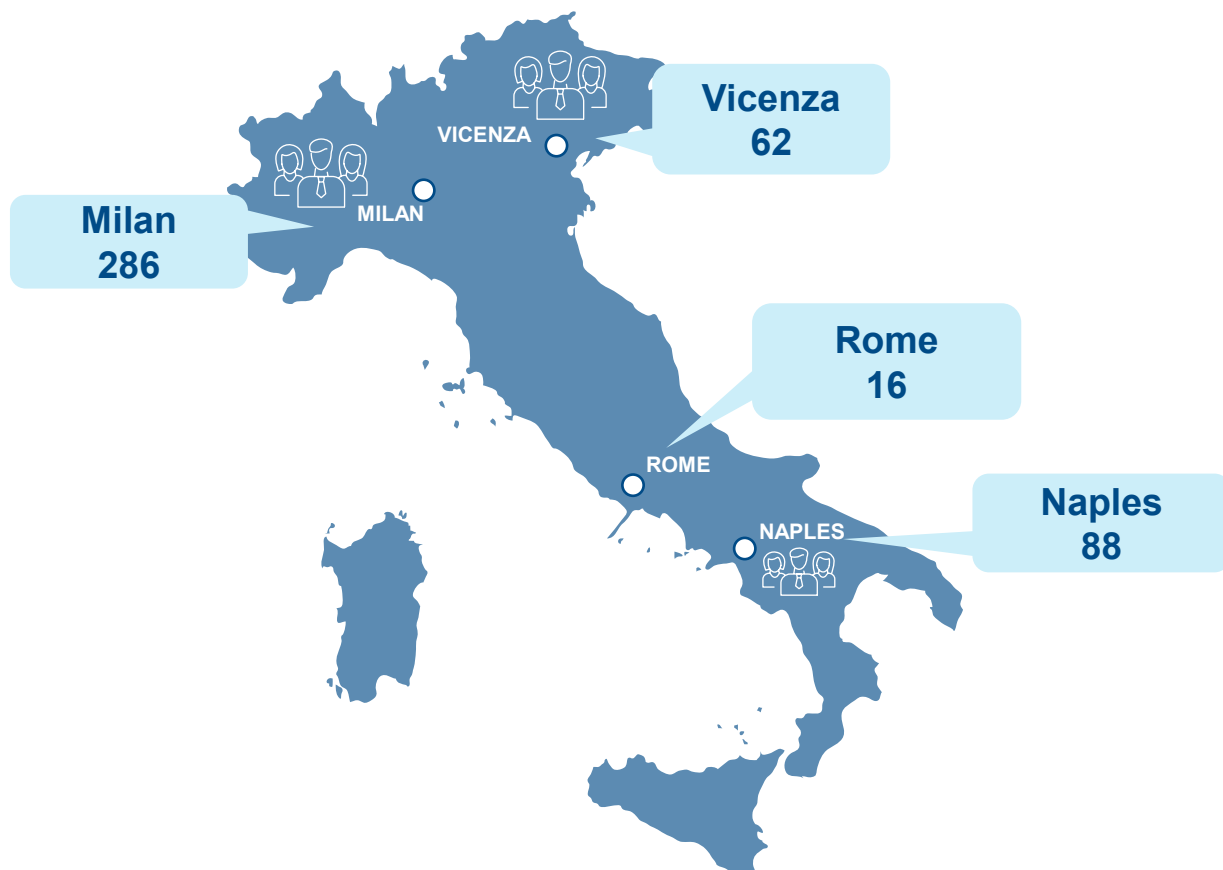 Vicenza
62
VICENZA
MILAN
Milan
286
Rome
16
ROME
Naples
88
NAPLES